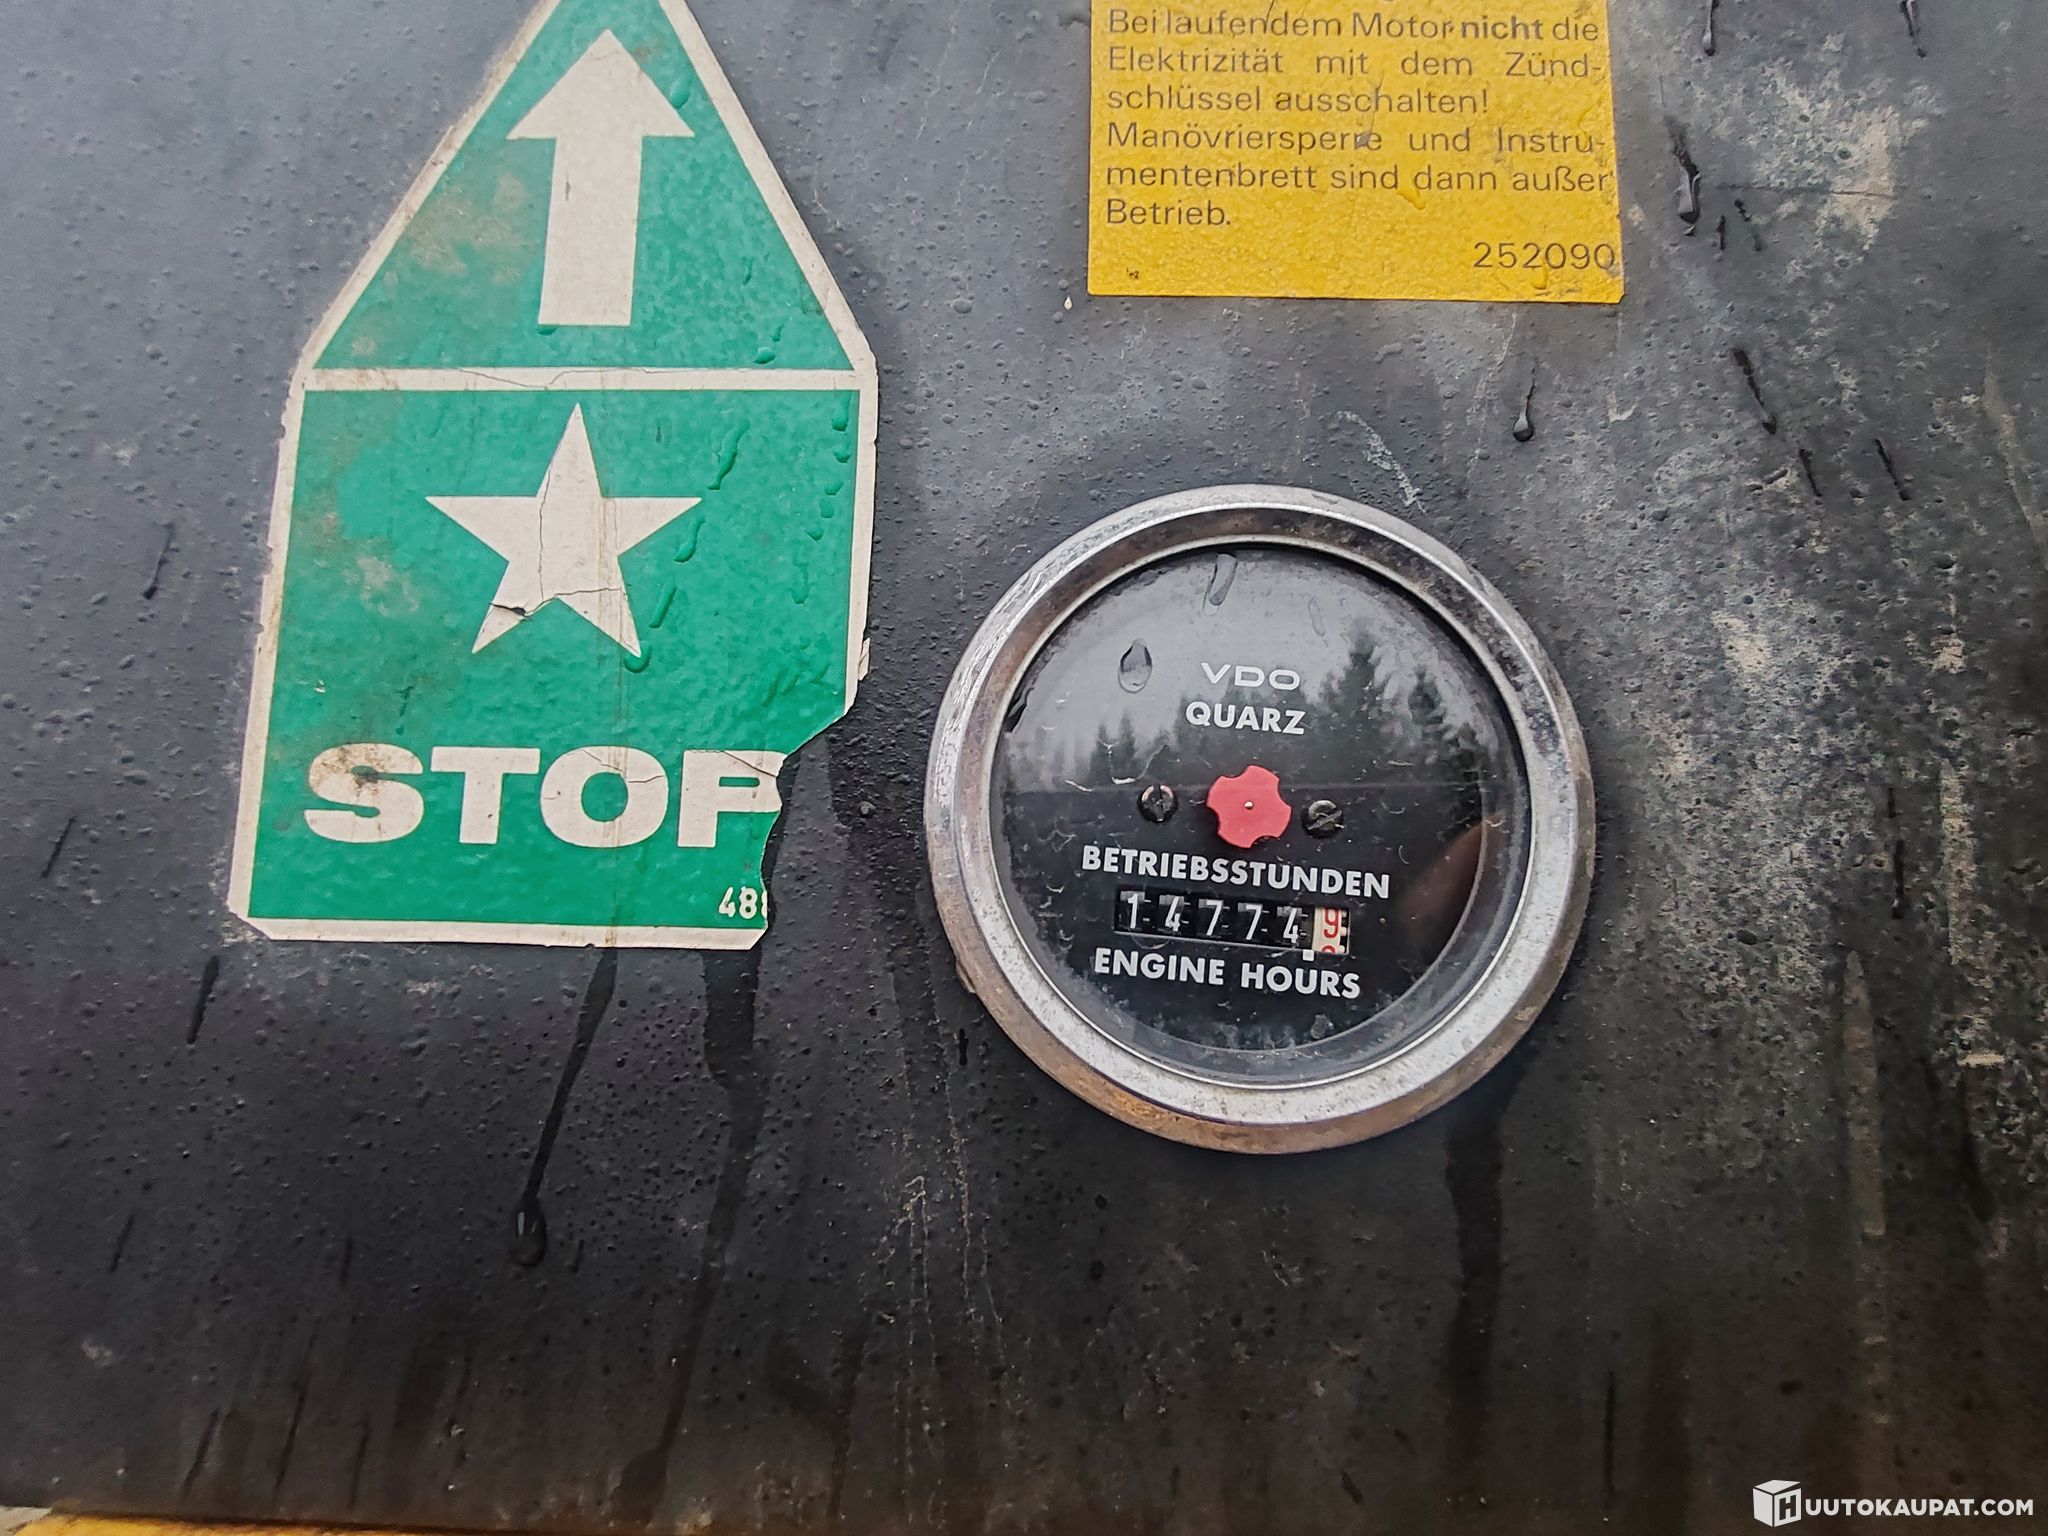 Bei laufendem Motor nicht die
Elektrizität mit dem Zünd-
schlüssel ausschalten!
Manövriersperre und Instru-
mentenbrett sind dann außer
Betrieb.
252090
STOP
VDO
QUARZ
BETRIEBSSTUNDEN
14774 9
ENGINE HOURS
HUUTOKAUPAT.COM